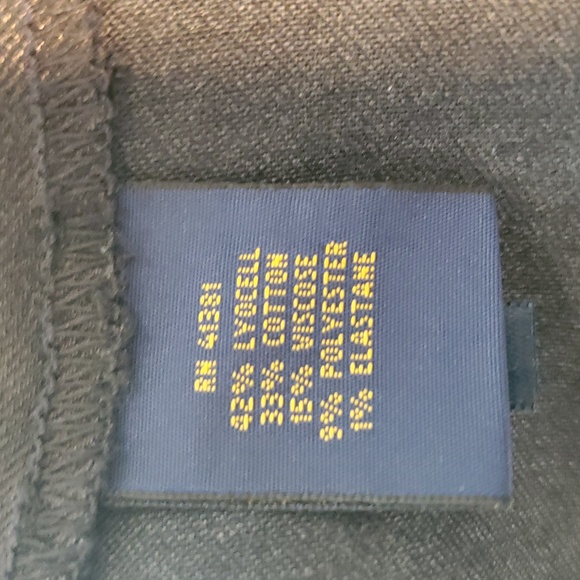 RN 41381
42% LYOCELL
33% COTTON
15% VISCOSE
9% POLYESTER
1% ELASTANE